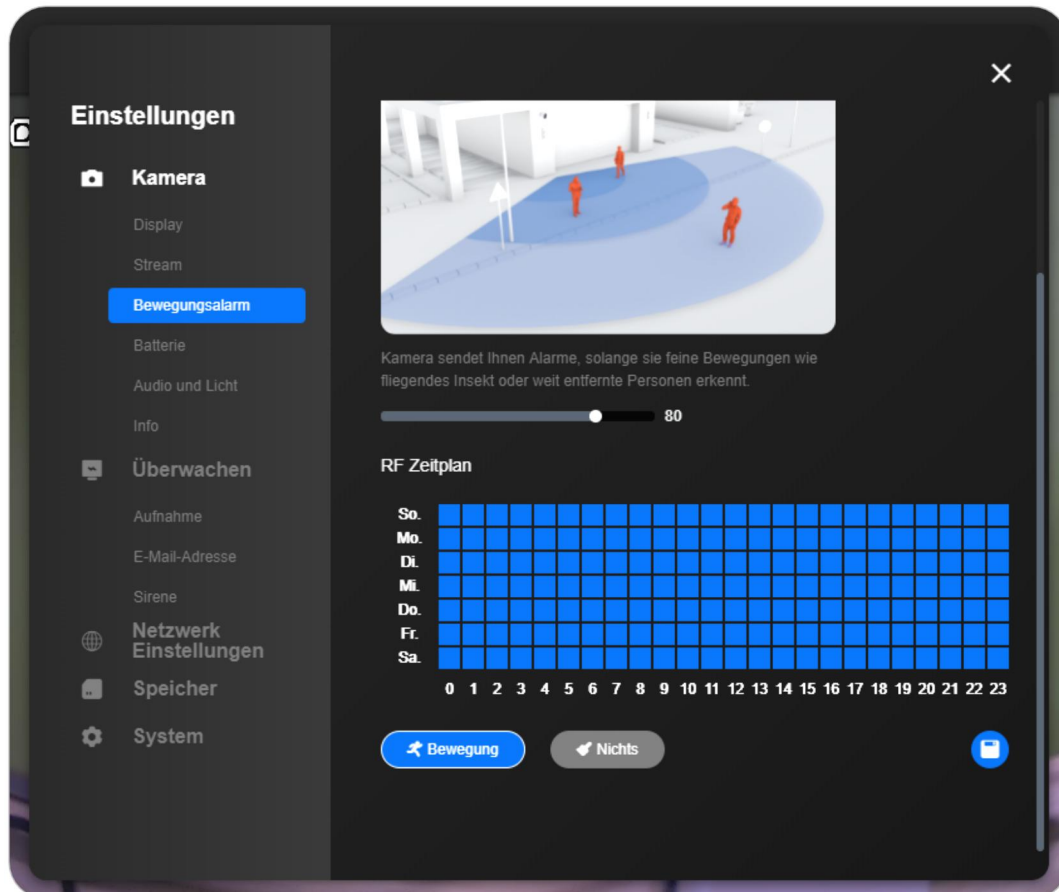 Einstellungen
Kamera
Display
Stream
Bewegungsalarm
Batterie
Audio und Licht
Info
Überwachen
Aufnahme
E-Mail-Adresse
Sirene
Netzwerk
Einstellungen
Speicher
System
Kamera sendet Ihnen Alarme, solange sie feine Bewegungen wie
fliegendes Insekt oder weit entfernte Personen erkennt.
80
RF Zeitplan
So.
Mo.
Di.
Mi.
Do.
Fr.
Sa.
0 1 2 3 4 5 6 7 8 9 10 11 12 13 14 15 16 17 18 19 20 21 22 23
Bewegung
Nichts